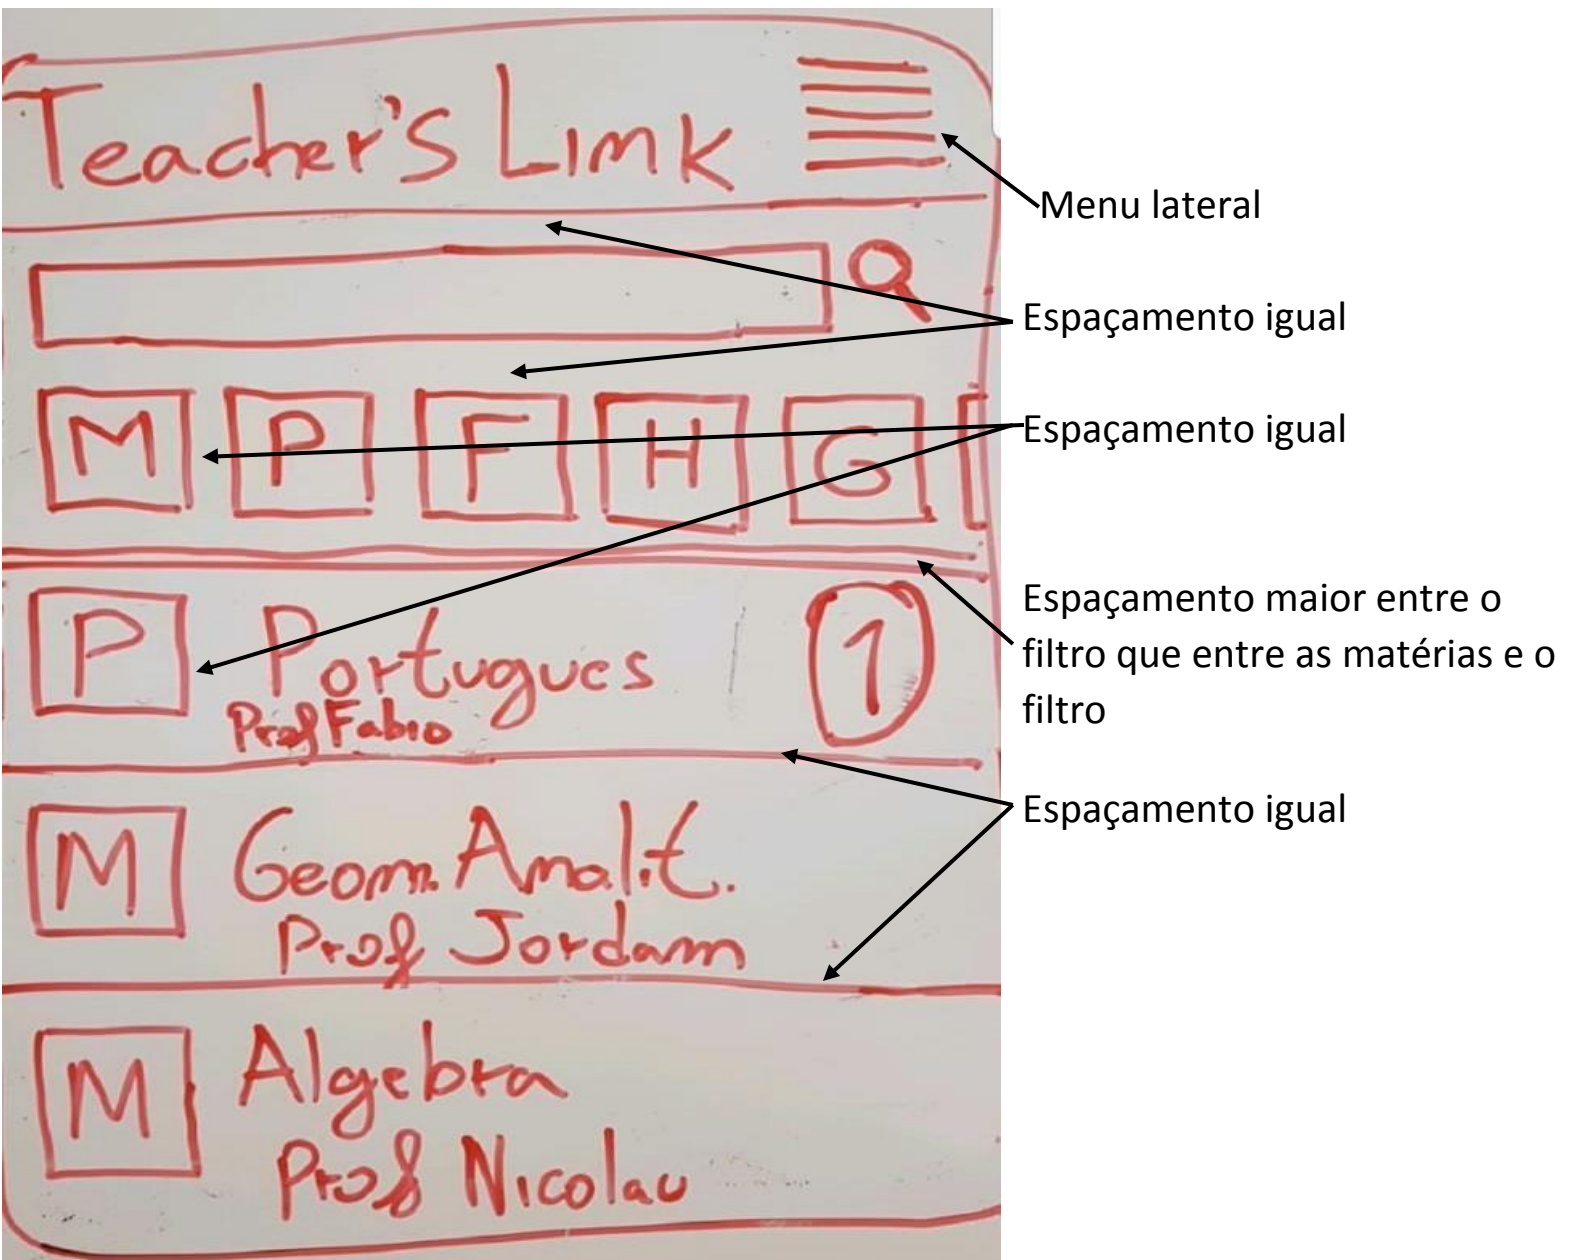 Teacher's Link
Menu lateral
Espaçamento igual
M P F H G
Espaçamento igual
Espaçamento maior entre o
filtro que entre as matérias e o
filtro
P Portugues 1
Prof Fabio
Espaçamento igual
M Geom. Analit.
Prof Jordann
M Algebra
Prof Nicolau